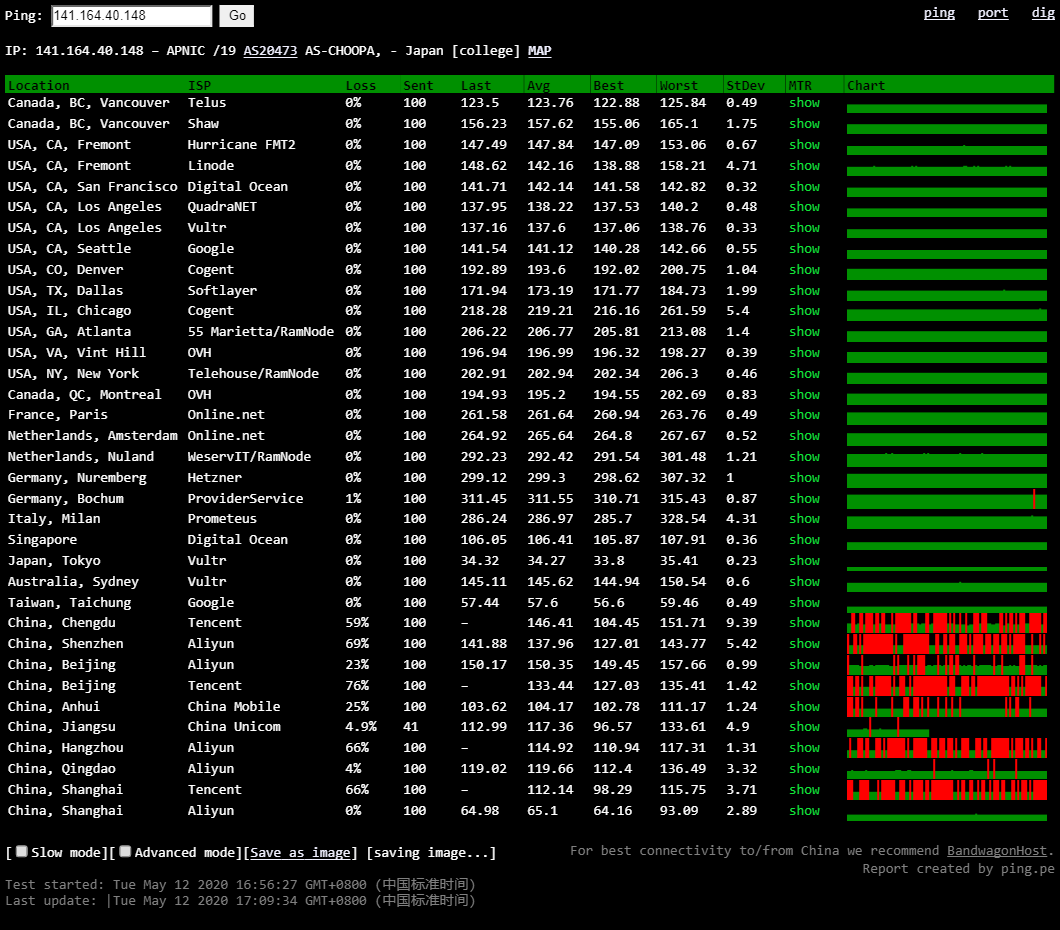 Ping: 141.164.40.148 Go ping port dig
IP: 141.164.40.148 – APNIC /19 AS20473 AS-CHOOPA, - Japan [college] MAP
Location ISP Loss Sent Last Avg Best Worst StDev MTR Chart
Canada, BC, Vancouver Telus 0% 100 123.5 123.76 122.88 125.84 0.49 show
Canada, BC, Vancouver Shaw 0% 100 156.23 157.62 155.06 165.1 1.75 show
USA, CA, Fremont Hurricane FMT2 0% 100 147.49 147.84 147.09 153.06 0.67 show
USA, CA, Fremont Linode 0% 100 148.62 142.16 138.88 158.21 4.71 show
USA, CA, San Francisco Digital Ocean 0% 100 141.71 142.14 141.58 142.82 0.32 show
USA, CA, Los Angeles QuadraNET 0% 100 137.95 138.22 137.53 140.2 0.48 show
USA, CA, Los Angeles Vultr 0% 100 137.16 137.6 137.06 138.76 0.33 show
USA, CA, Seattle Google 0% 100 141.54 141.12 140.28 142.66 0.55 show
USA, CO, Denver Cogent 0% 100 192.89 193.6 192.02 200.75 1.04 show
USA, TX, Dallas Softlayer 0% 100 171.94 173.19 171.77 184.73 1.99 show
USA, IL, Chicago Cogent 0% 100 218.28 219.21 216.16 261.59 5.4 show
USA, GA, Atlanta 55 Marietta/RamNode 0% 100 206.22 206.77 205.81 213.08 1.4 show
USA, VA, Vint Hill OVH 0% 100 196.94 196.99 196.32 198.27 0.39 show
USA, NY, New York Telehouse/RamNode 0% 100 202.91 202.94 202.34 206.3 0.46 show
Canada, QC, Montreal OVH 0% 100 194.93 195.2 194.55 202.69 0.83 show
France, Paris Online.net 0% 100 261.58 261.64 260.94 263.76 0.49 show
Netherlands, Amsterdam Online.net 0% 100 264.92 265.64 264.8 267.67 0.52 show
Netherlands, Nuland WeservIT/RamNode 0% 100 292.23 292.42 291.54 301.48 1.21 show
Germany, Nuremberg Hetzner 0% 100 299.12 299.3 298.62 307.32 1 show
Germany, Bochum ProviderService 1% 100 311.45 311.55 310.71 315.43 0.87 show
Italy, Milan Prometeus 0% 100 286.24 286.97 285.7 328.54 4.31 show
Singapore Digital Ocean 0% 100 106.05 106.41 105.87 107.91 0.36 show
Japan, Tokyo Vultr 0% 100 34.32 34.27 33.8 35.41 0.23 show
Australia, Sydney Vultr 0% 100 145.11 145.62 144.94 150.54 0.6 show
Taiwan, Taichung Google 0% 100 57.44 57.6 56.6 59.46 0.49 show
China, Chengdu Tencent 59% 100 – 146.41 104.45 151.71 9.39 show
China, Shenzhen Aliyun 69% 100 141.88 137.96 127.01 143.77 5.42 show
China, Beijing Aliyun 23% 100 150.17 150.35 149.45 157.66 0.99 show
China, Beijing Tencent 76% 100 – 133.44 127.03 135.41 1.42 show
China, Anhui China Mobile 25% 100 103.62 104.17 102.78 111.17 1.24 show
China, Jiangsu China Unicom 4.9% 41 112.99 117.36 96.57 133.61 4.9 show
China, Hangzhou Aliyun 66% 100 – 114.92 110.94 117.31 1.31 show
China, Qingdao Aliyun 4% 100 119.02 119.66 112.4 136.49 3.32 show
China, Shanghai Tencent 66% 100 – 112.14 98.29 115.75 3.71 show
China, Shanghai Aliyun 0% 100 64.98 65.1 64.16 93.09 2.89 show
[ Slow mode][ Advanced mode][Save as image] [saving image...] For best connectivity to/from China we recommend BandwagonHost.
Report created by ping.pe
Test started: Tue May 12 2020 16:56:27 GMT+0800 (中国标准时间)
Last update: |Tue May 12 2020 17:09:34 GMT+0800 (中国标准时间)